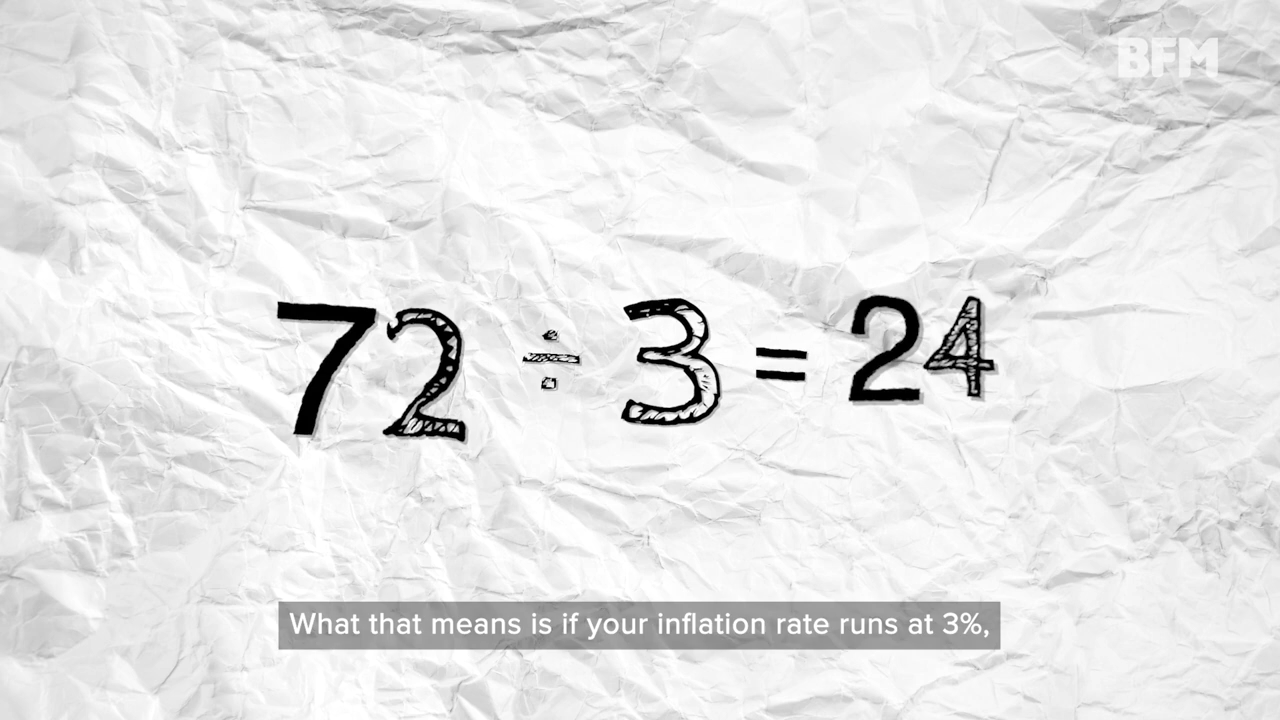 BFM
72 ÷ 3 = 24
What that means is if your inflation rate runs at 3%,